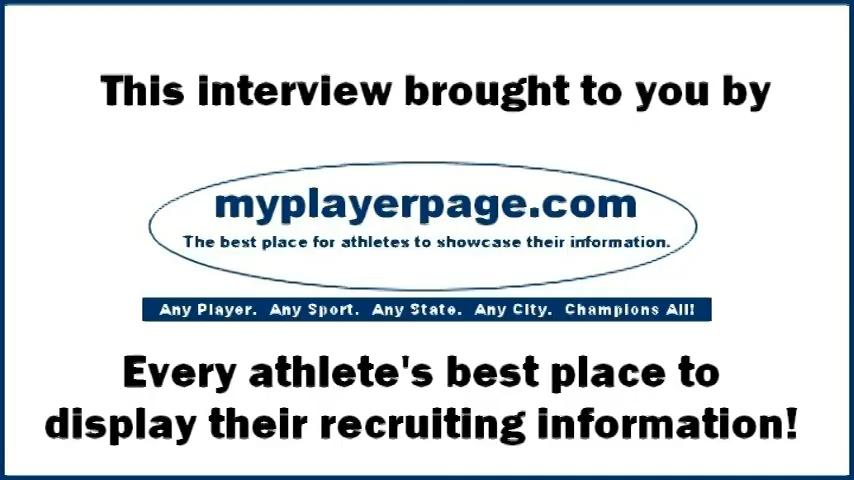 This interview brought to you by
myplayerpage.com
The best place for athletes to showcase their information.
Any Player. Any Sport. Any State. Any City. Champions All!
Every athlete's best place to
display their recruiting information!